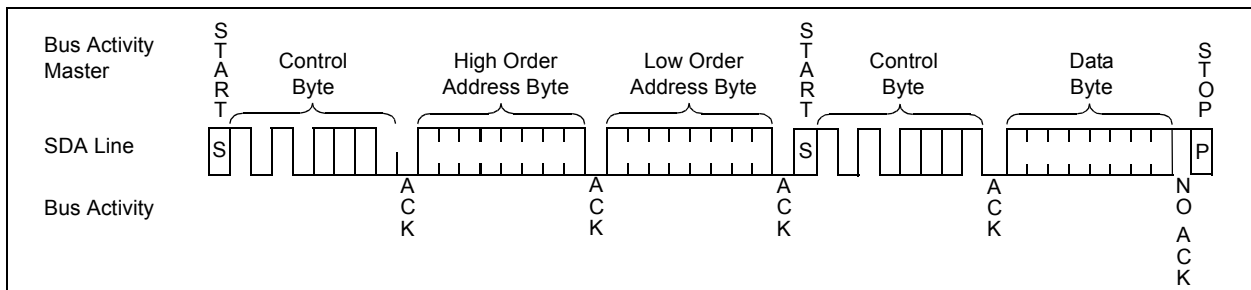 Bus Activity
Master
START
Control
Byte
High Order
Address Byte
Low Order
Address Byte
START
Control
Byte
Data
Byte
STOP
SDA Line
S
S
P
Bus Activity
ACK
ACK
ACK
ACK
NO ACK